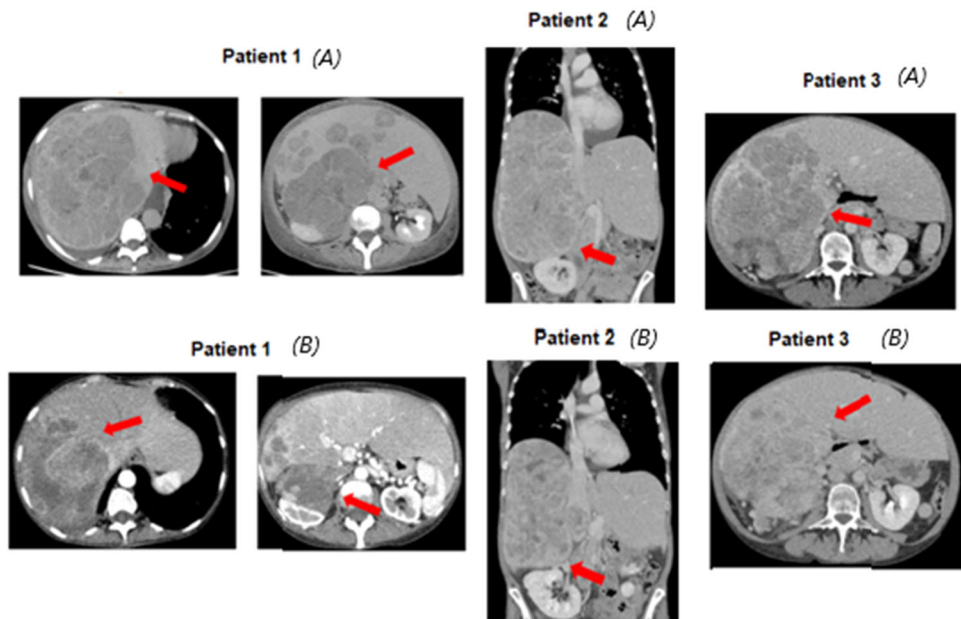 Patient 1 (A)
Patient 2 (A)
Patient 3 (A)
Patient 1 (B)
Patient 2 (B)
Patient 3 (B)